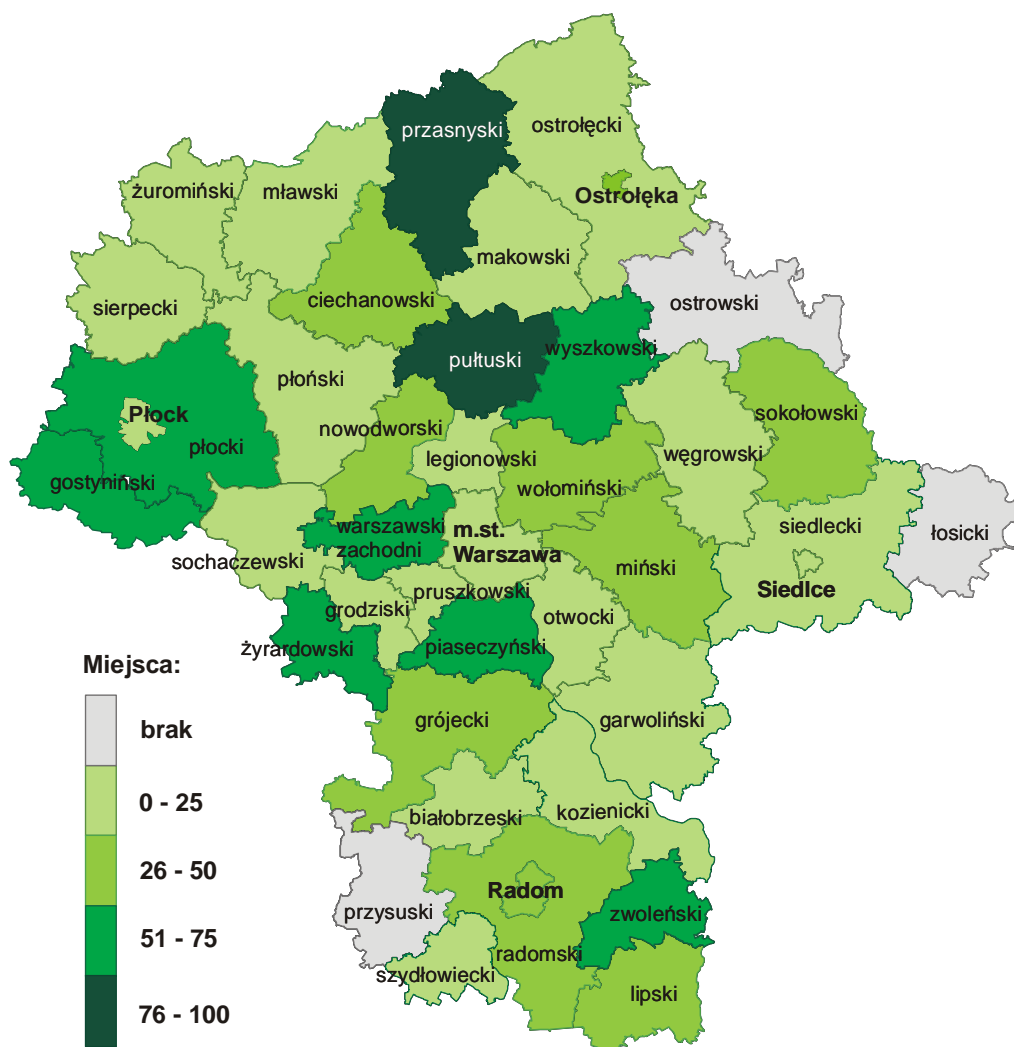 przasnyski
ostrołęcki
żuromiński
mławski
Ostrołęka
makowski
ciechanowski
sierpecki
ostrowski
wyszkowski
pułtuski
płoński
Płock
sokołowski
nowodworski
płocki
legionowski
węgrowski
gostyniński
wołomiński
warszawski
zachodni
m.st.
Warszawa
siedlecki
łosicki
sochaczewski
miński
Siedlce
pruszkowski
grodziski
otwocki
żyrardowski
piaseczyński
Miejsca:
brak
0 - 25
26 - 50
51 - 75
76 - 100
grójecki
garwoliński
białobrzeski
kozienicki
Radom
przysuski
zwoleński
radomski
szydłowiecki
lipski